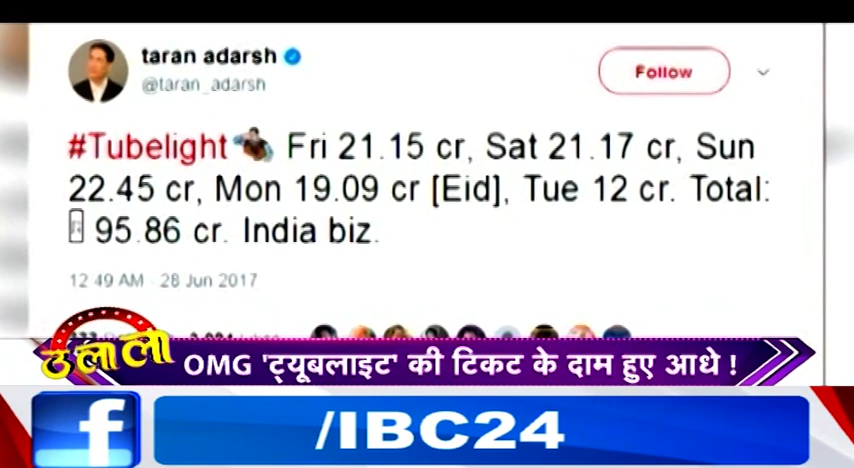 taran adarsh
@taran_adarsh
Follow
#Tubelight Fri 21.15 cr, Sat 21.17 cr, Sun
22.45 cr, Mon 19.09 cr [Eid], Tue 12 cr. Total:
95.86 cr. India biz.
12:49 AM - 28 Jun 2017
उ लाला
OMG 'ट्यूबलाइट' की टिकट के दाम हुए आधे !
f /IBC24